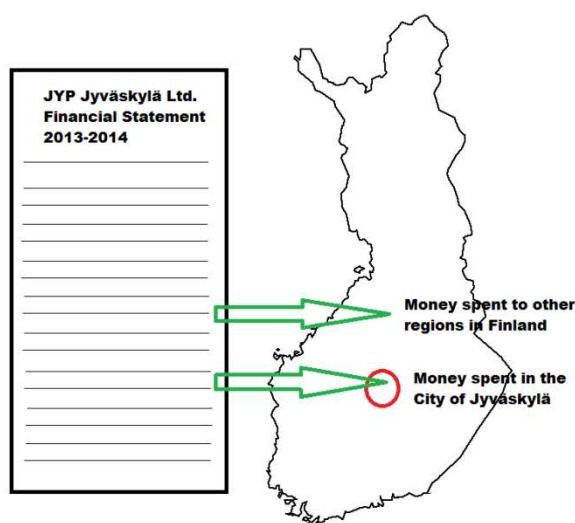 JYP Jyväskylä Ltd.
Financial Statement
2013-2014
Money spent to other
regions in Finland
Money spent in the
City of Jyväskylä